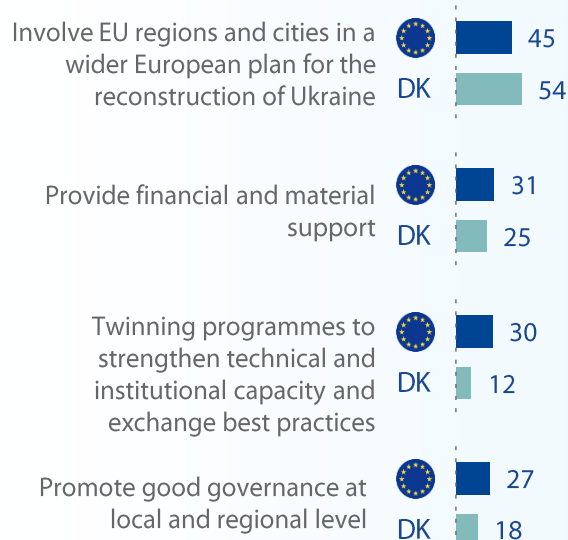 Involve EU regions and cities in a
wider European plan for the
reconstruction of Ukraine
45
DK
54
Provide financial and material
support
31
DK
25
Twinning programmes to
strengthen technical and
institutional capacity and
exchange best practices
30
DK
12
Promote good governance at
local and regional level
27
DK
18